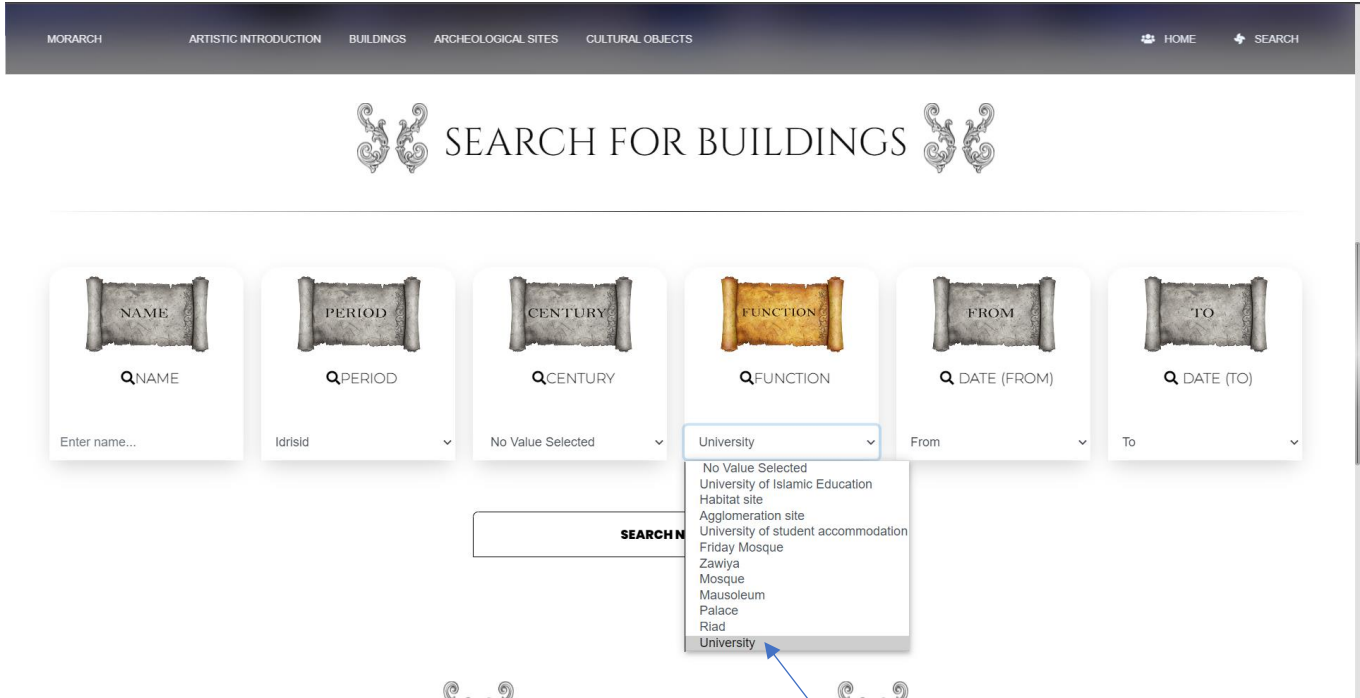 MORARCH ARTISTIC INTRODUCTION BUILDINGS ARCHEOLOGICAL SITES CULTURAL OBJECTS HOME SEARCH
SEARCH FOR BUILDINGS
NAME PERIOD CENTURY FUNCTION FROM TO
NAME PERIOD CENTURY FUNCTION DATE (FROM) DATE (TO)
Enter name... Idrisid No Value Selected University From To
No Value Selected
University of Islamic Education
Habitat site
Agglomeration site
University of student accommodation
Friday Mosque
Zawiya
Mosque
Mausoleum
Palace
Riad
University
SEARCH N